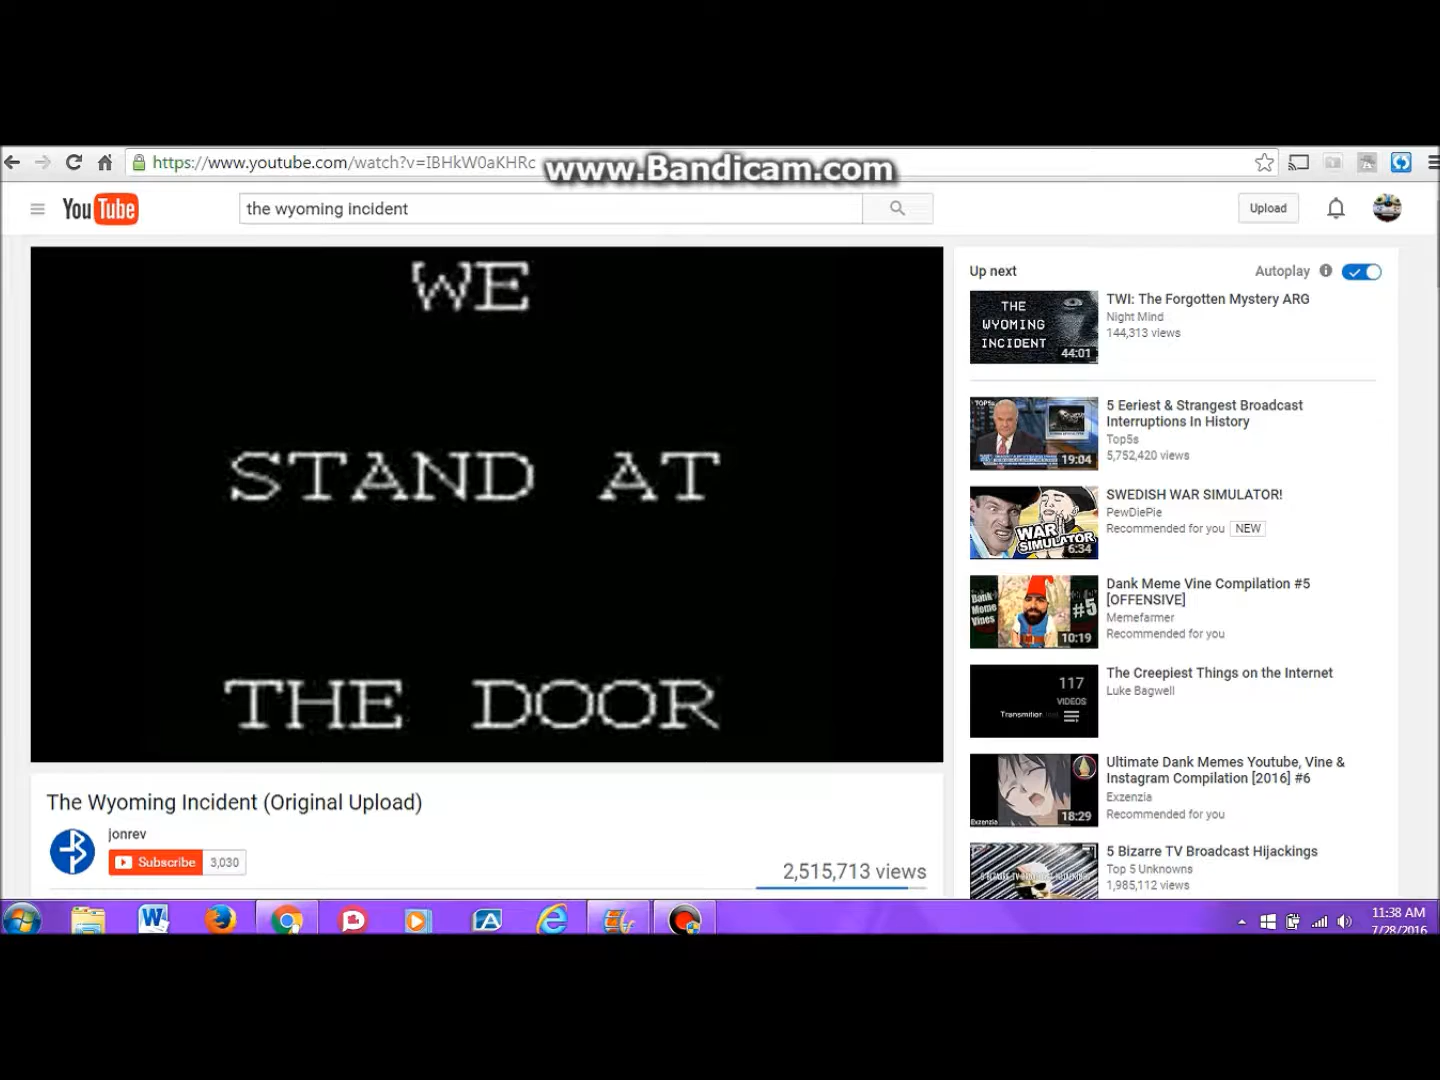 https://www.youtube.com/watch?v=IBHkW0aKHRc
www.Bandicam.com
YouTube
the wyoming incident
Upload
WE
STAND AT
THE DOOR
The Wyoming Incident (Original Upload)
jonrev
Subscribe 3,030
2,515,713 views
Up next
Autoplay
THE
WYOMING
INCIDENT
44:01
TWI: The Forgotten Mystery ARG
Night Mind
144,313 views
TOP5s
19:04
5 Eeriest & Strangest Broadcast
Interruptions In History
Top5s
5,752,420 views
WAR
SIMULATOR
6:34
SWEDISH WAR SIMULATOR!
PewDiePie
Recommended for you NEW
Dank
Meme
Vines
#5
10:19
Dank Meme Vine Compilation #5
[OFFENSIVE]
Memefarmer
Recommended for you
117
VIDEOS
The Creepiest Things on the Internet
Luke Bagwell
Exzenzia
18:29
Ultimate Dank Memes Youtube, Vine &
Instagram Compilation [2016] #6
Exzenzia
Recommended for you
5 Bizarre TV Broadcast Hijackings
Top 5 Unknowns
1,985,112 views
11:38 AM
7/28/2016